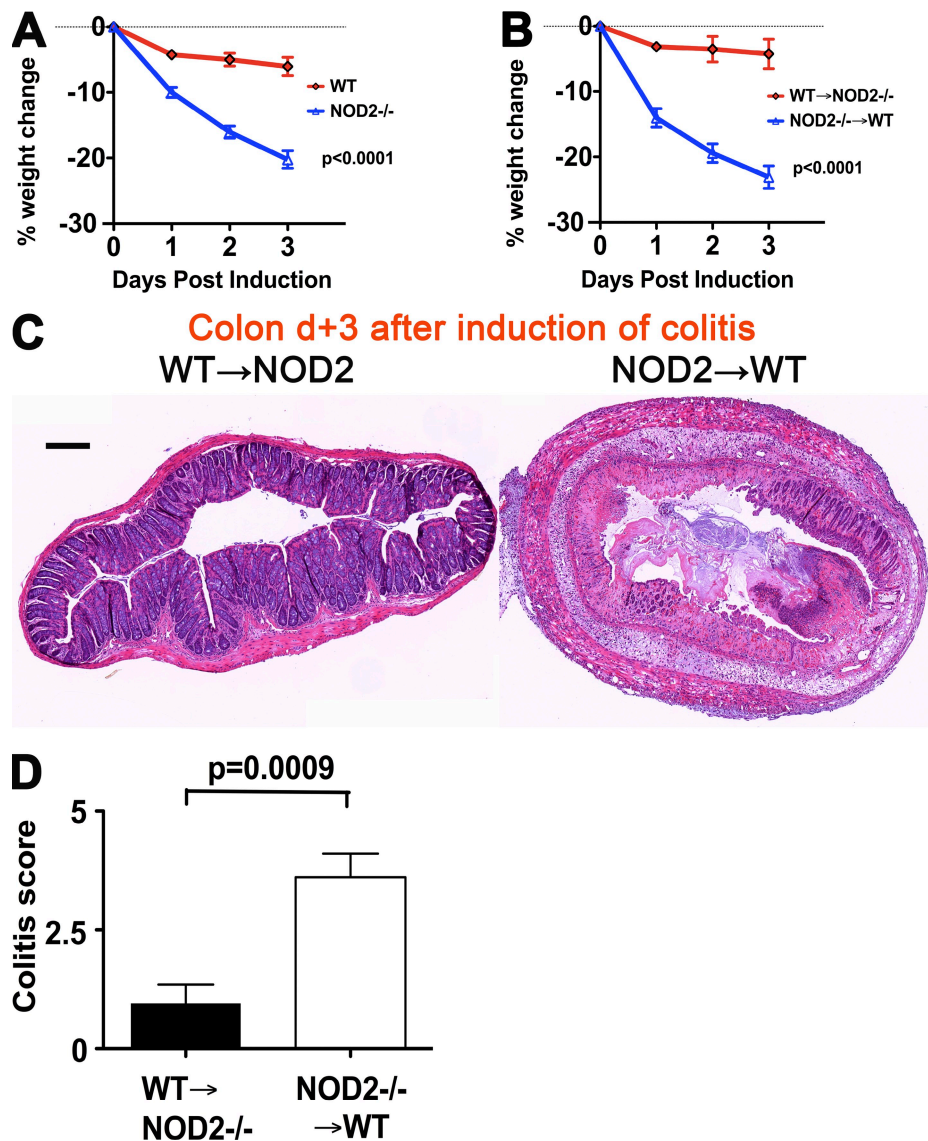 A
% weight change
0
-10
-20
-30
0 1 2 3
Days Post Induction
WT
NOD2-/-
p<0.0001
B
% weight change
0
-10
-20
-30
0 1 2 3
Days Post Induction
WT→NOD2-/-
NOD2-/-→WT
p<0.0001
C
Colon d+3 after induction of colitis
WT→NOD2
NOD2→WT
D
p=0.0009
Colitis score
5
2.5
0
WT→
NOD2-/-
NOD2-/-
→WT